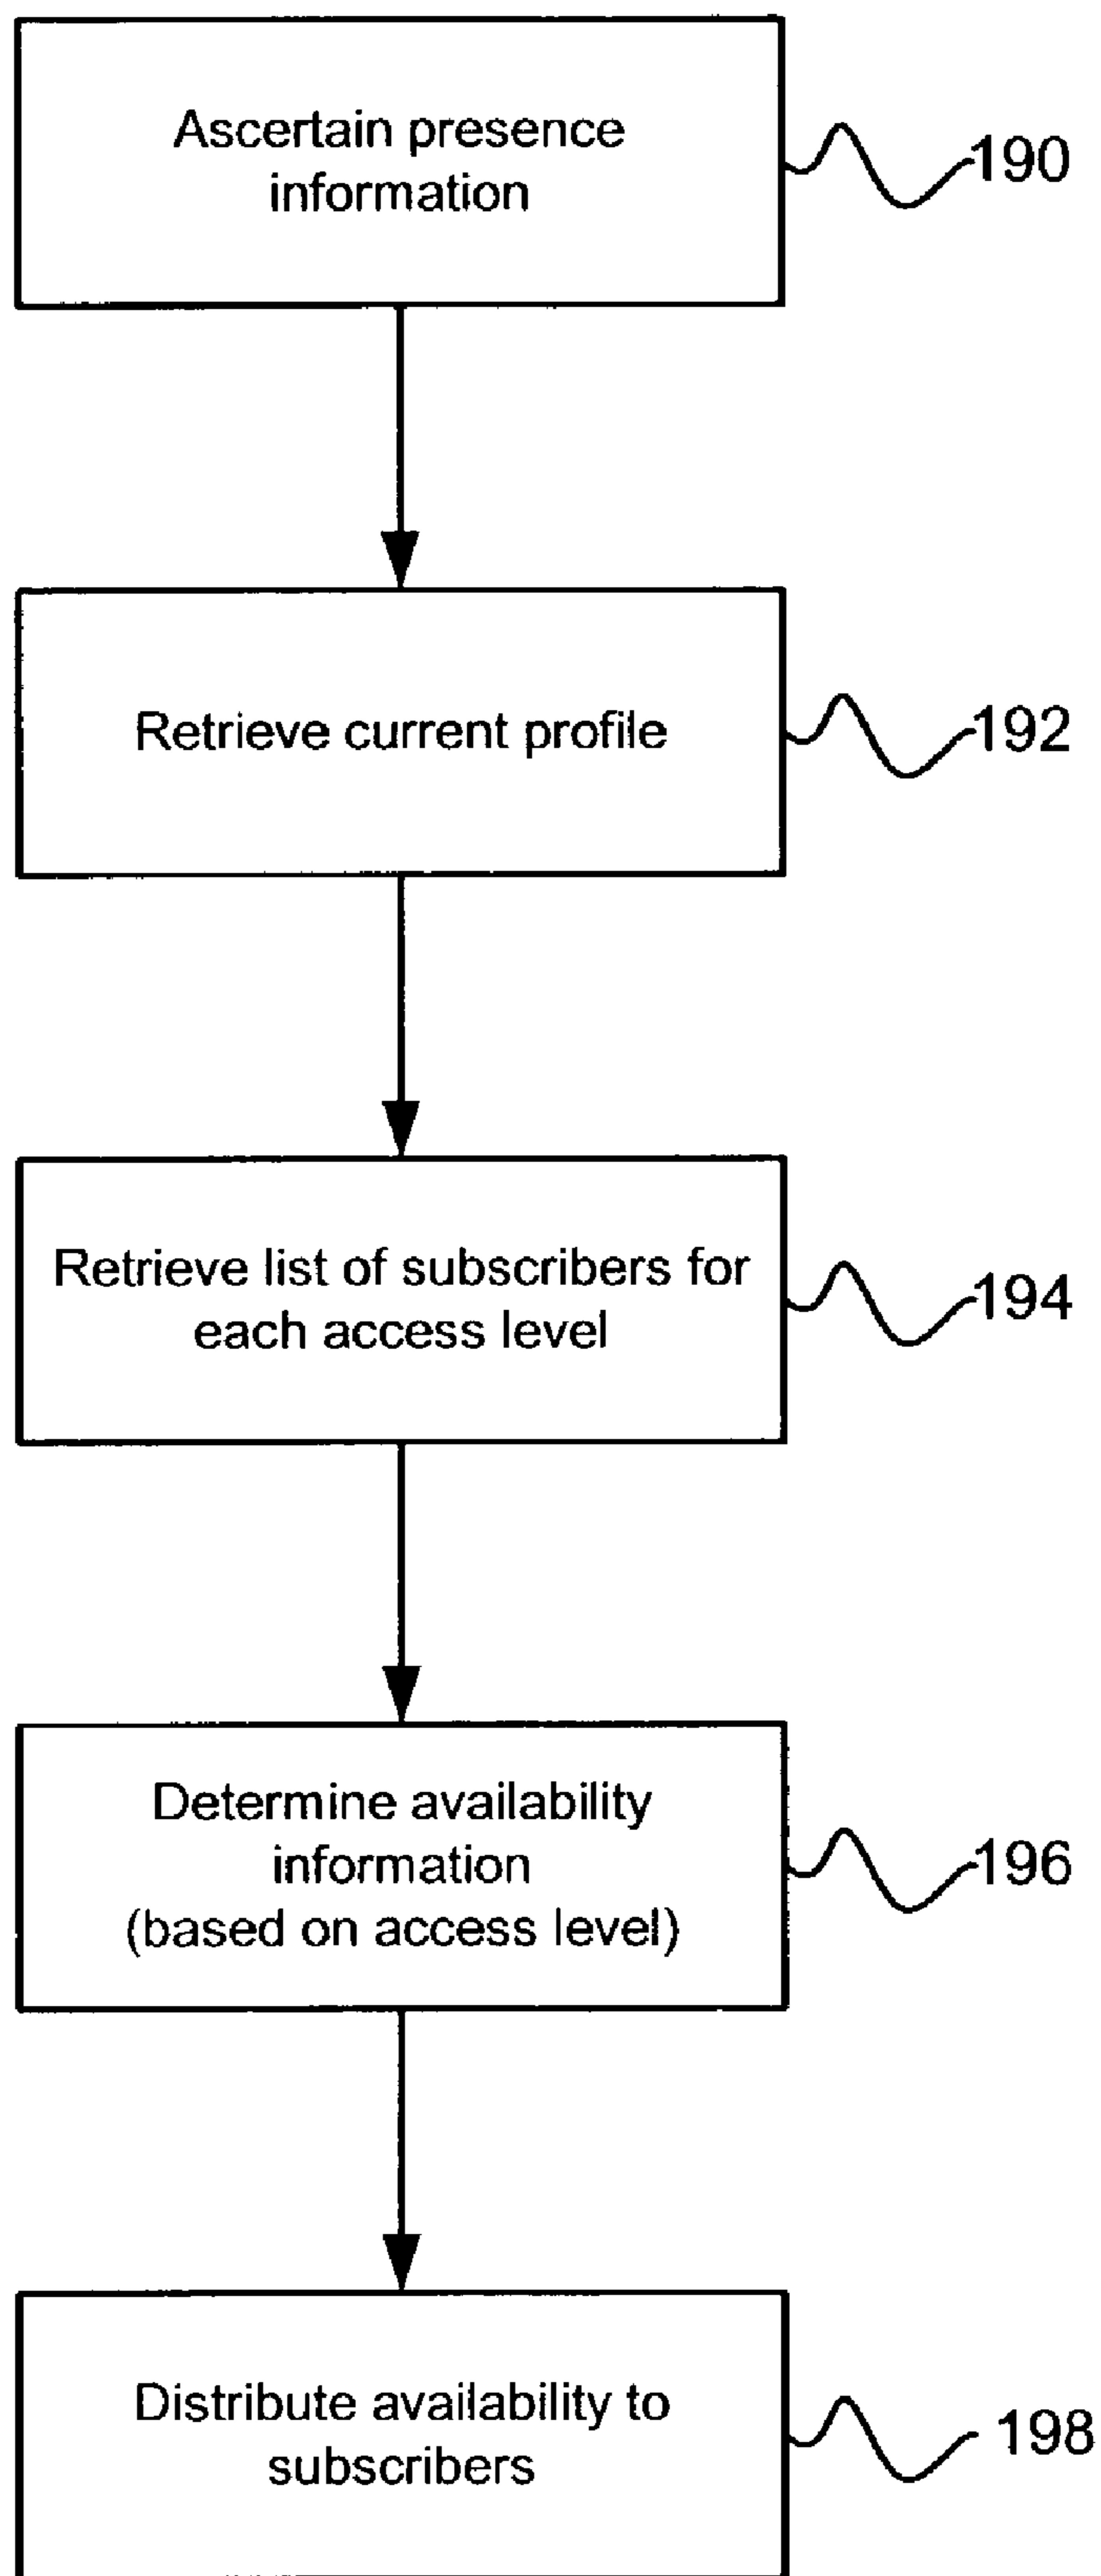 Ascertain presence
information
190
Retrieve current profile
192
Retrieve list of subscribers for
each access level
194
Determine availability
information
(based on access level)
196
Distribute availability to
subscribers
198